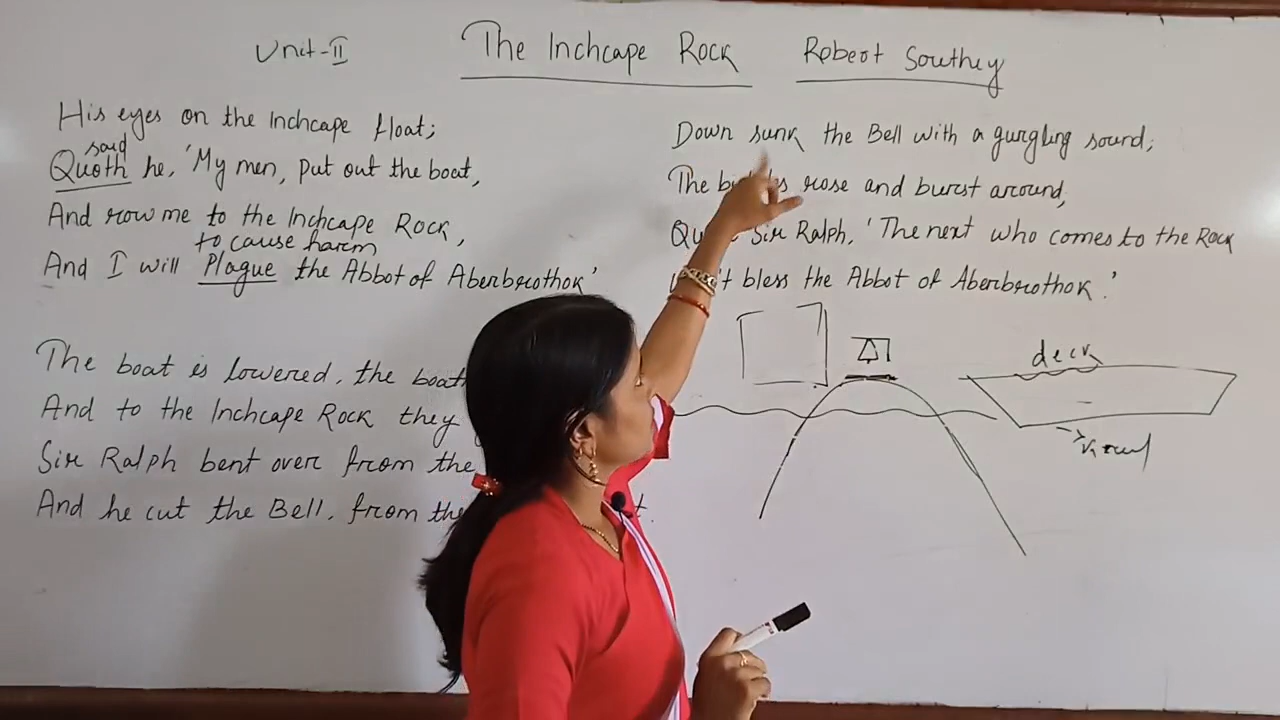 Unit-II The Inchcape Rock Robert Southey
His eyes on the Inchcape float;
said
Quoth he, 'My men, put out the boat,
And row me to the Inchcape Rock,
to cause harm
And I will Plague the Abbot of Aberbrothok'
The boat is lowered, the boat
And to the Inchcape Rock they
Sir Ralph bent over from the
And he cut the Bell, from the
Down sunk the Bell with a gurgling sound;
The rose and burst around,
Sir Ralph, 'The next who comes to the Rock
bless the Abbot of Aberbrothok.'
deck